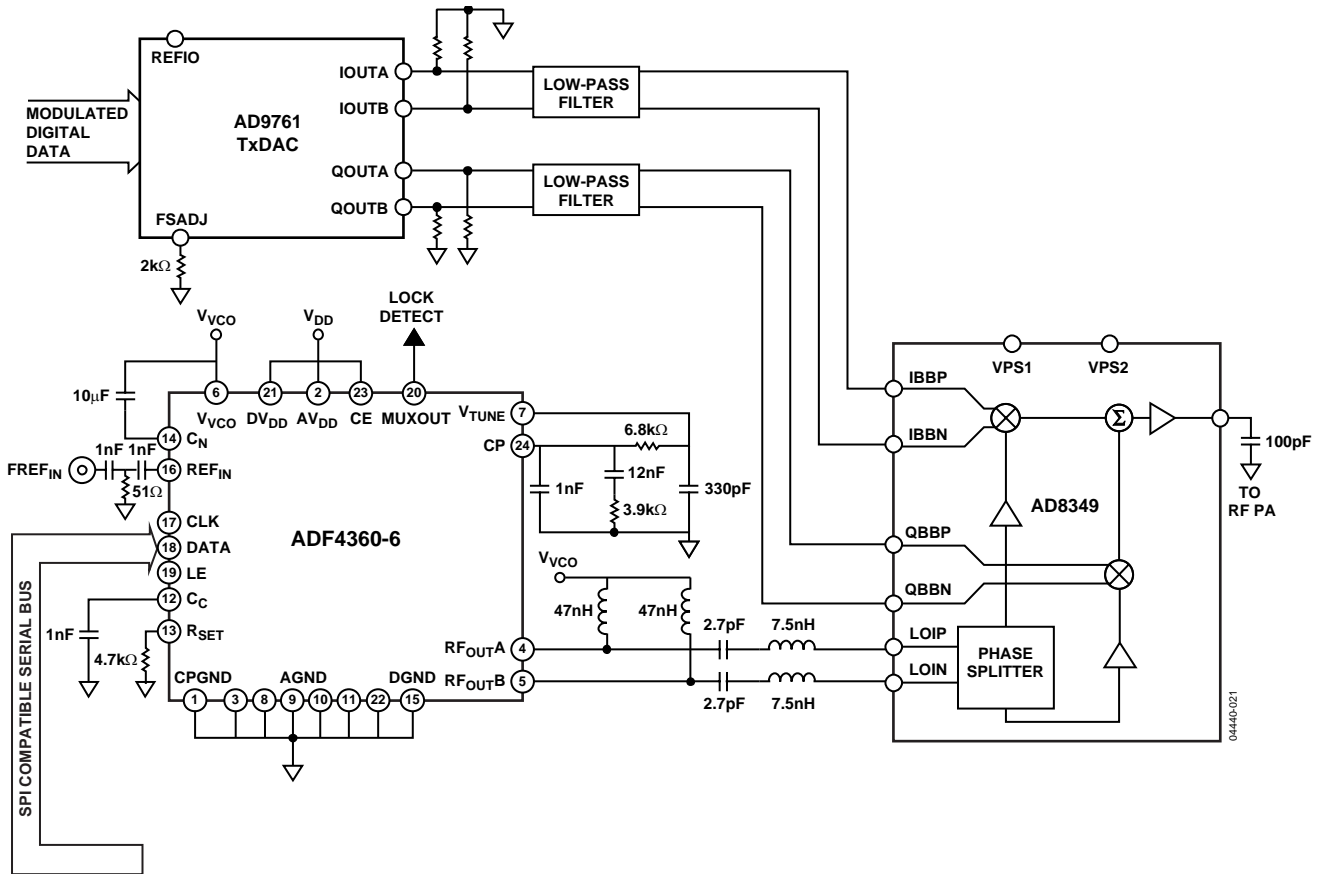 REFIO
IOUTA
IOUTB
QOUTA
QOUTB
FSADJ
AD9761
TxDAC
MODULATED
DIGITAL
DATA
2kΩ
LOW-PASS
FILTER
LOW-PASS
FILTER
VVCO
VDD
LOCK
DETECT
10µF
6
21
2
23
20
VVCO
DVDD
AVDD
CE
MUXOUT
VTUNE
7
CP
24
14
CN
1nF
1nF
FREFIN
16
REFIN
51Ω
17
CLK
18
DATA
19
LE
12
CC
13
RSET
1nF
4.7kΩ
ADF4360-6
6.8kΩ
12nF
1nF
3.9kΩ
330pF
VVCO
47nH
47nH
2.7pF
7.5nH
RFOUTA
4
RFOUTB
5
2.7pF
7.5nH
CPGND
AGND
DGND
1
3
8
9
10
11
22
15
SPI COMPATIBLE SERIAL BUS
VPS1
VPS2
IBBP
IBBN
Σ
AD8349
QBBP
QBBN
LOIP
LOIN
PHASE
SPLITTER
100pF
TO
RF PA
04440-021